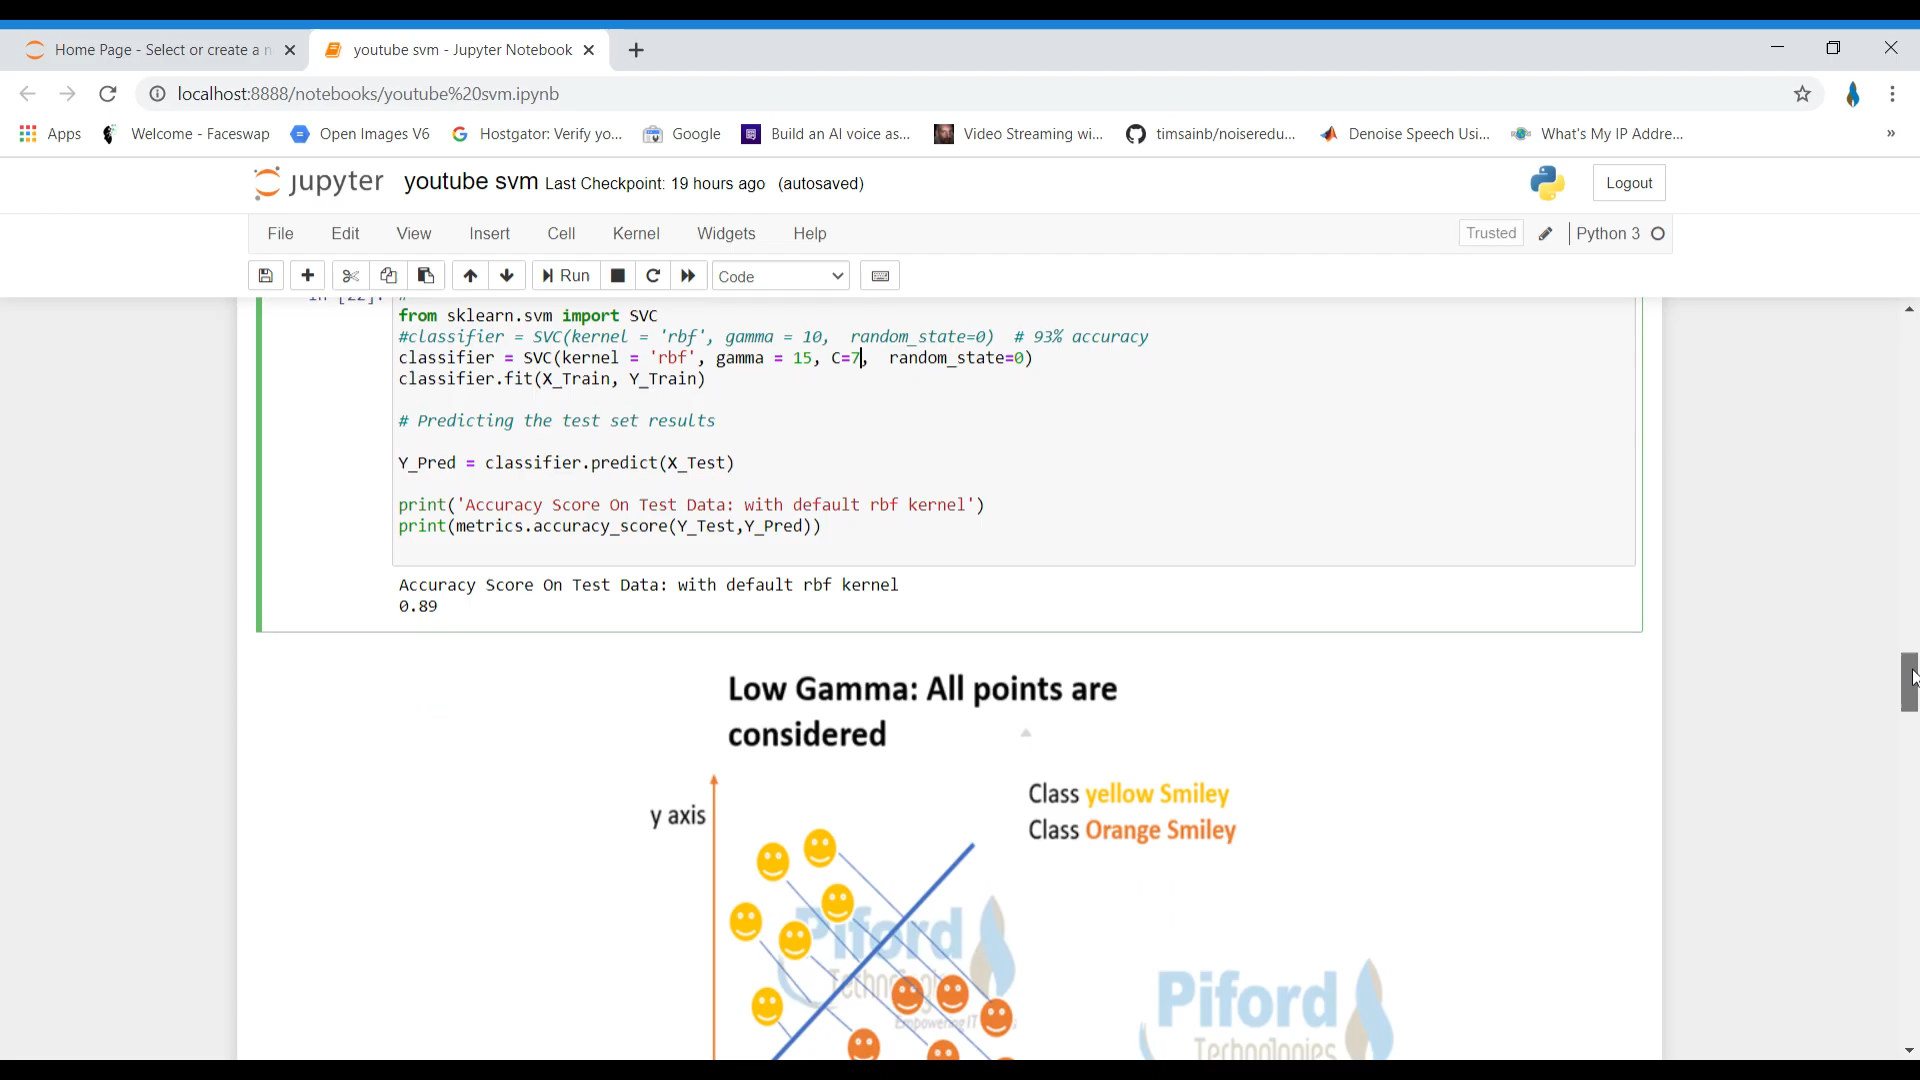 Home Page - Select or create a n
youtube svm - Jupyter Notebook
localhost:8888/notebooks/youtube%20svm.ipynb
Apps
Welcome - Faceswap
Open Images V6
Hostgator: Verify yo...
Google
Build an AI voice as...
Video Streaming wi...
timsainb/noiseredu...
Denoise Speech Usi...
What's My IP Addre...
»
jupyter youtube svm Last Checkpoint: 19 hours ago (autosaved)
Logout
File Edit View Insert Cell Kernel Widgets Help
Trusted
Python 3
Run
Code
In [22]:
#
from sklearn.svm import SVC
#classifier = SVC(kernel = 'rbf', gamma = 10,  random_state=0)  # 93% accuracy
classifier = SVC(kernel = 'rbf', gamma = 15, C=7,  random_state=0)
classifier.fit(X_Train, Y_Train)
# Predicting the test set results
Y_Pred = classifier.predict(X_Test)
print('Accuracy Score On Test Data: with default rbf kernel')
print(metrics.accuracy_score(Y_Test,Y_Pred))
Accuracy Score On Test Data: with default rbf kernel
0.89
Low Gamma: All points are
considered
y axis
Class yellow Smiley
Class Orange Smiley
Piford
Technologies
Empowering IT
Piford
Technologies